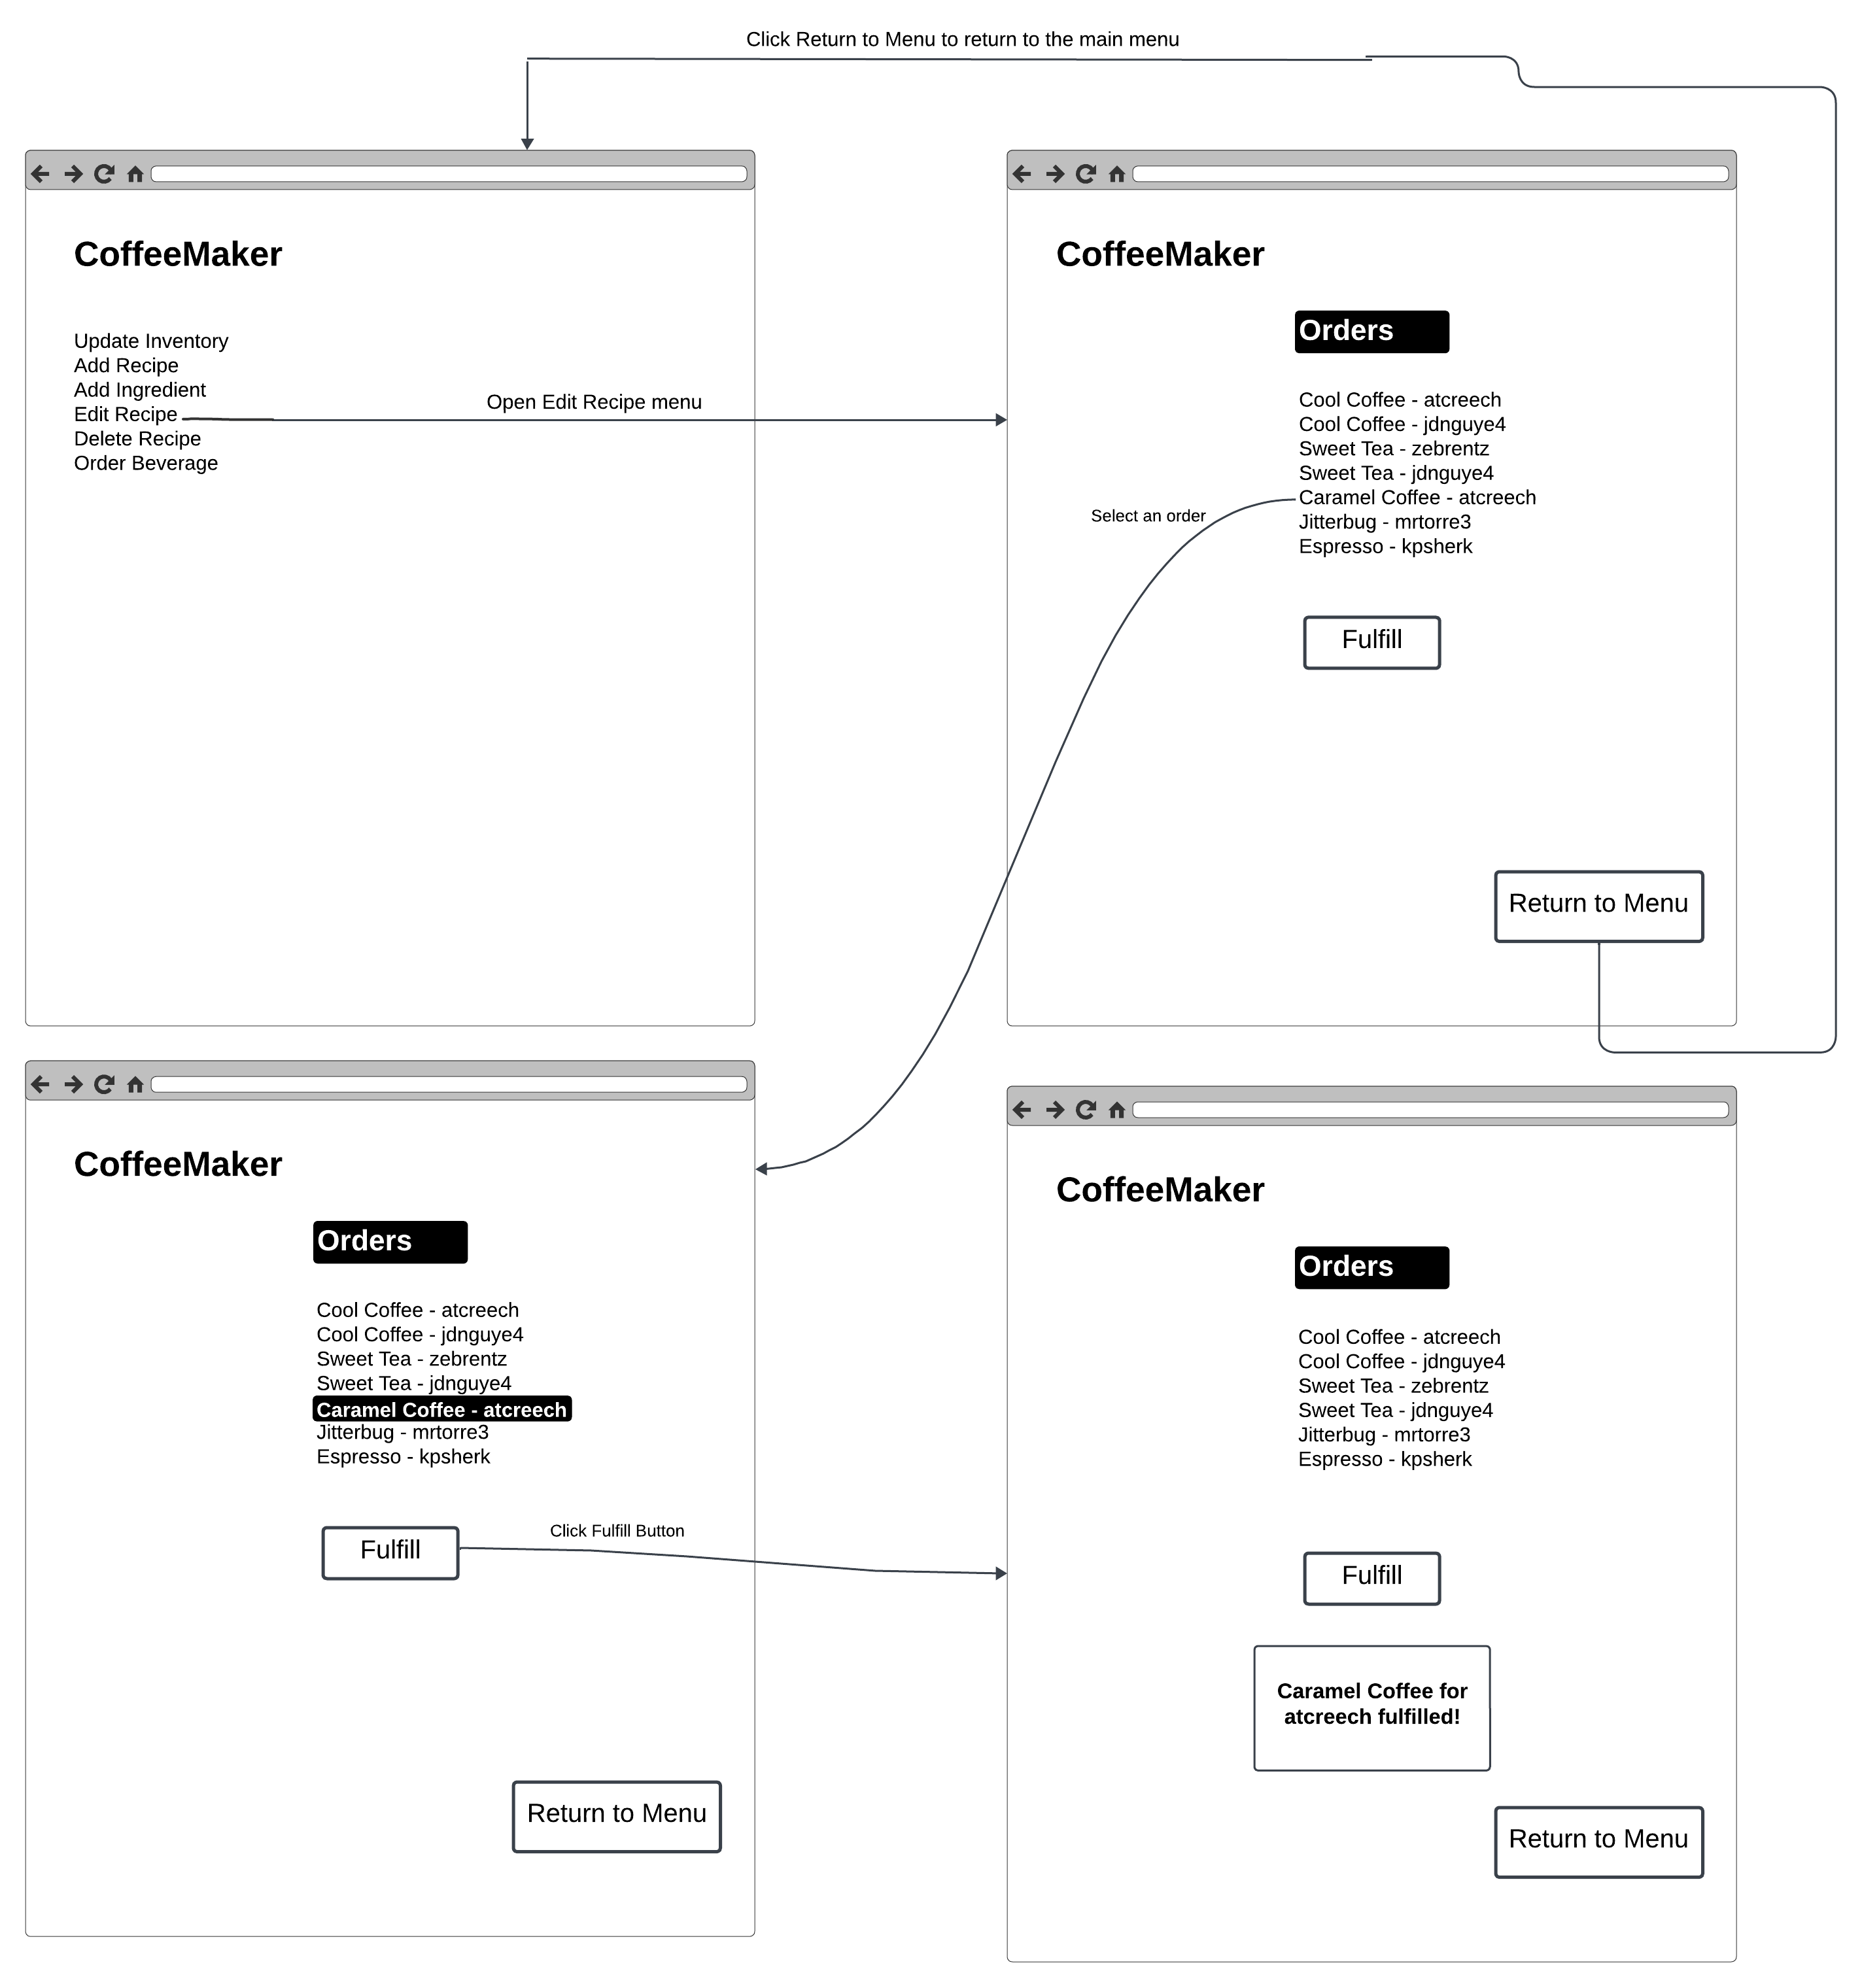 Click Return to Menu to return to the main menu
CoffeeMaker
Update Inventory
Add Recipe
Add Ingredient
Edit Recipe
Delete Recipe
Order Beverage
Open Edit Recipe menu
CoffeeMaker
Orders
Cool Coffee - atcreech
Cool Coffee - jdnguye4
Sweet Tea - zebrentz
Sweet Tea - jdnguye4
Caramel Coffee - atcreech
Jitterbug - mrtorre3
Espresso - kpsherk
Select an order
Fulfill
Return to Menu
CoffeeMaker
Orders
Cool Coffee - atcreech
Cool Coffee - jdnguye4
Sweet Tea - zebrentz
Sweet Tea - jdnguye4
Caramel Coffee - atcreech
Jitterbug - mrtorre3
Espresso - kpsherk
Fulfill
Click Fulfill Button
Return to Menu
CoffeeMaker
Orders
Cool Coffee - atcreech
Cool Coffee - jdnguye4
Sweet Tea - zebrentz
Sweet Tea - jdnguye4
Jitterbug - mrtorre3
Espresso - kpsherk
Fulfill
Caramel Coffee for
atcreech fulfilled!
Return to Menu